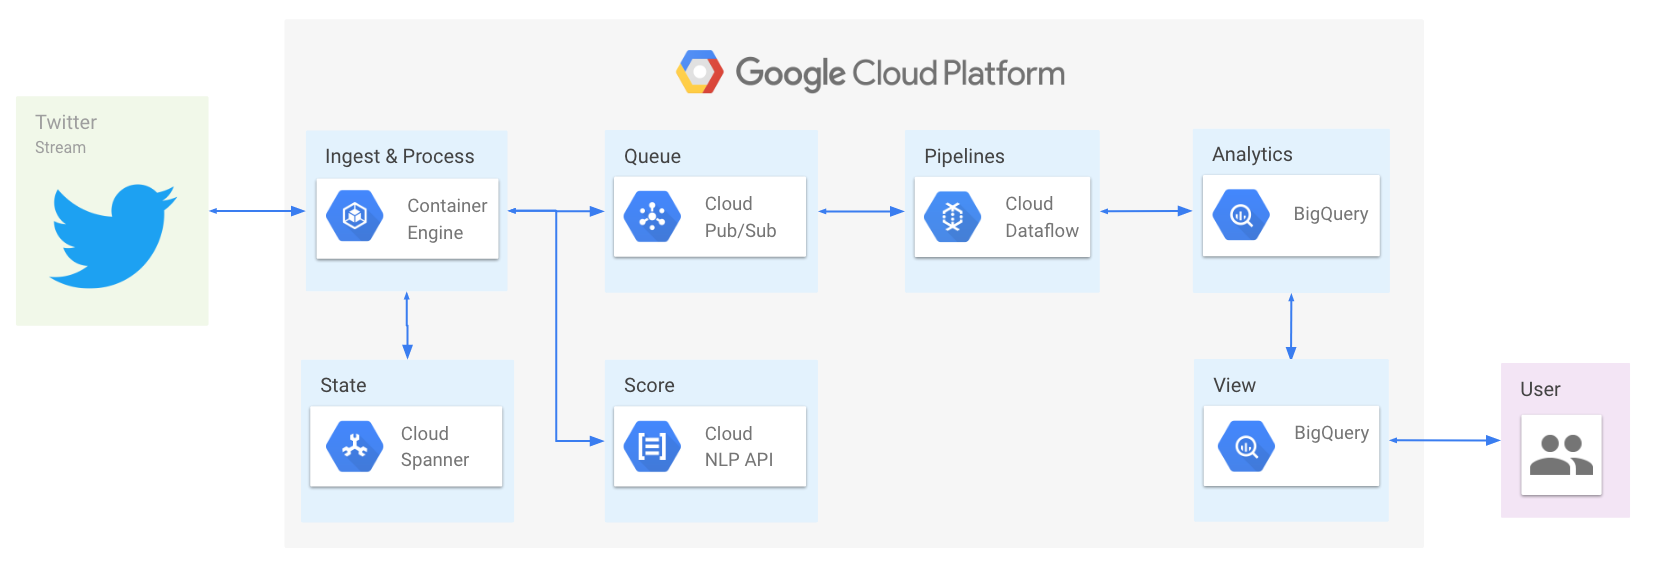 Google Cloud Platform
Twitter
Stream
Ingest & Process
Container
Engine
Queue
Cloud
Pub/Sub
Pipelines
Cloud
Dataflow
Analytics
BigQuery
State
Cloud
Spanner
Score
Cloud
NLP API
View
BigQuery
User